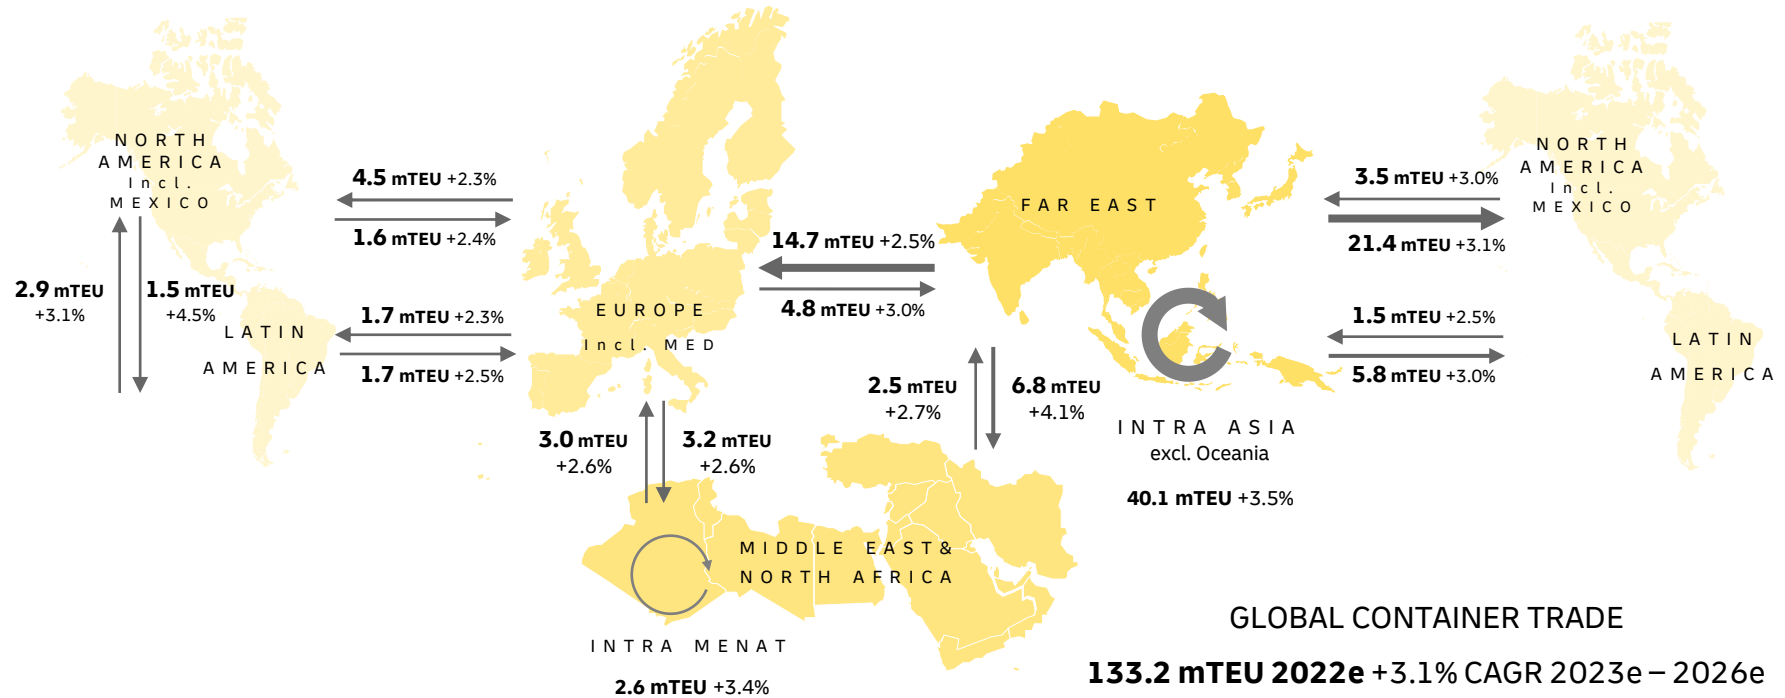 NORTH
AMERICA
Incl.
MEXICO
4.5 mTEU +2.3%
1.6 mTEU +2.4%
2.9 mTEU
+3.1%
1.5 mTEU
+4.5%
LATIN
AMERICA
1.7 mTEU +2.3%
1.7 mTEU +2.5%
EUROPE
Incl. MED
14.7 mTEU +2.5%
4.8 mTEU +3.0%
FAR EAST
3.5 mTEU +3.0%
21.4 mTEU +3.1%
NORTH
AMERICA
Incl.
MEXICO
1.5 mTEU +2.5%
5.8 mTEU +3.0%
LATIN
AMERICA
3.0 mTEU
+2.6%
3.2 mTEU
+2.6%
2.5 mTEU
+2.7%
6.8 mTEU
+4.1%
INTRA ASIA
excl. Oceania
40.1 mTEU +3.5%
MIDDLE EAST&
NORTH AFRICA
INTRA MENAT
2.6 mTEU +3.4%
GLOBAL CONTAINER TRADE
133.2 mTEU 2022e +3.1% CAGR 2023e – 2026e